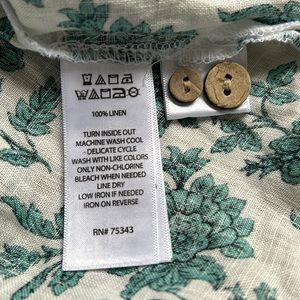 100% LINEN
TURN INSIDE OUT
MACHINE WASH COOL
- DELICATE CYCLE
WASH WITH LIKE COLORS
ONLY NON-CHLORINE
BLEACH WHEN NEEDED
LINE DRY
LOW IRON IF NEEDED
IRON ON REVERSE
RN# 75343